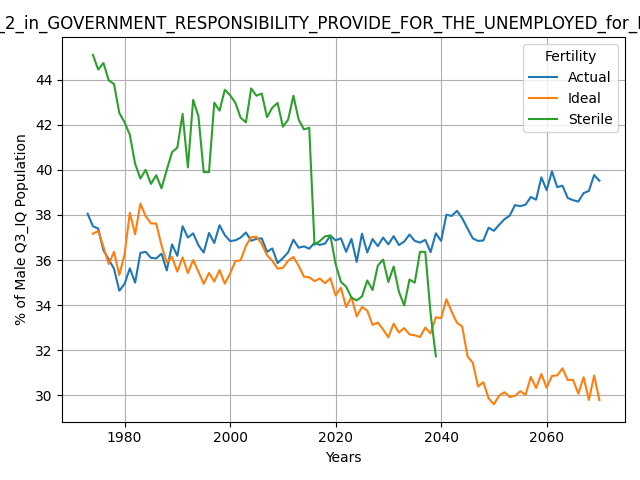 _2_in_GOVERNMENT_RESPONSIBILITY_PROVIDE_FOR_THE_UNEMPLOYED_for_
Fertility
Actual
Ideal
Sterile
% of Male Q3_IQ Population
44
42
40
38
36
34
32
30
1980
2000
2020
2040
2060
Years